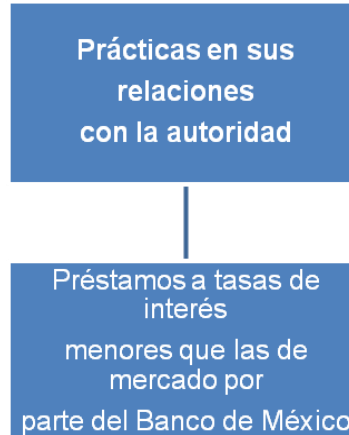 Prácticas en sus
relaciones
con la autoridad
Préstamos a tasas de
interés
menores que las de
mercado por
parte del Banco de México